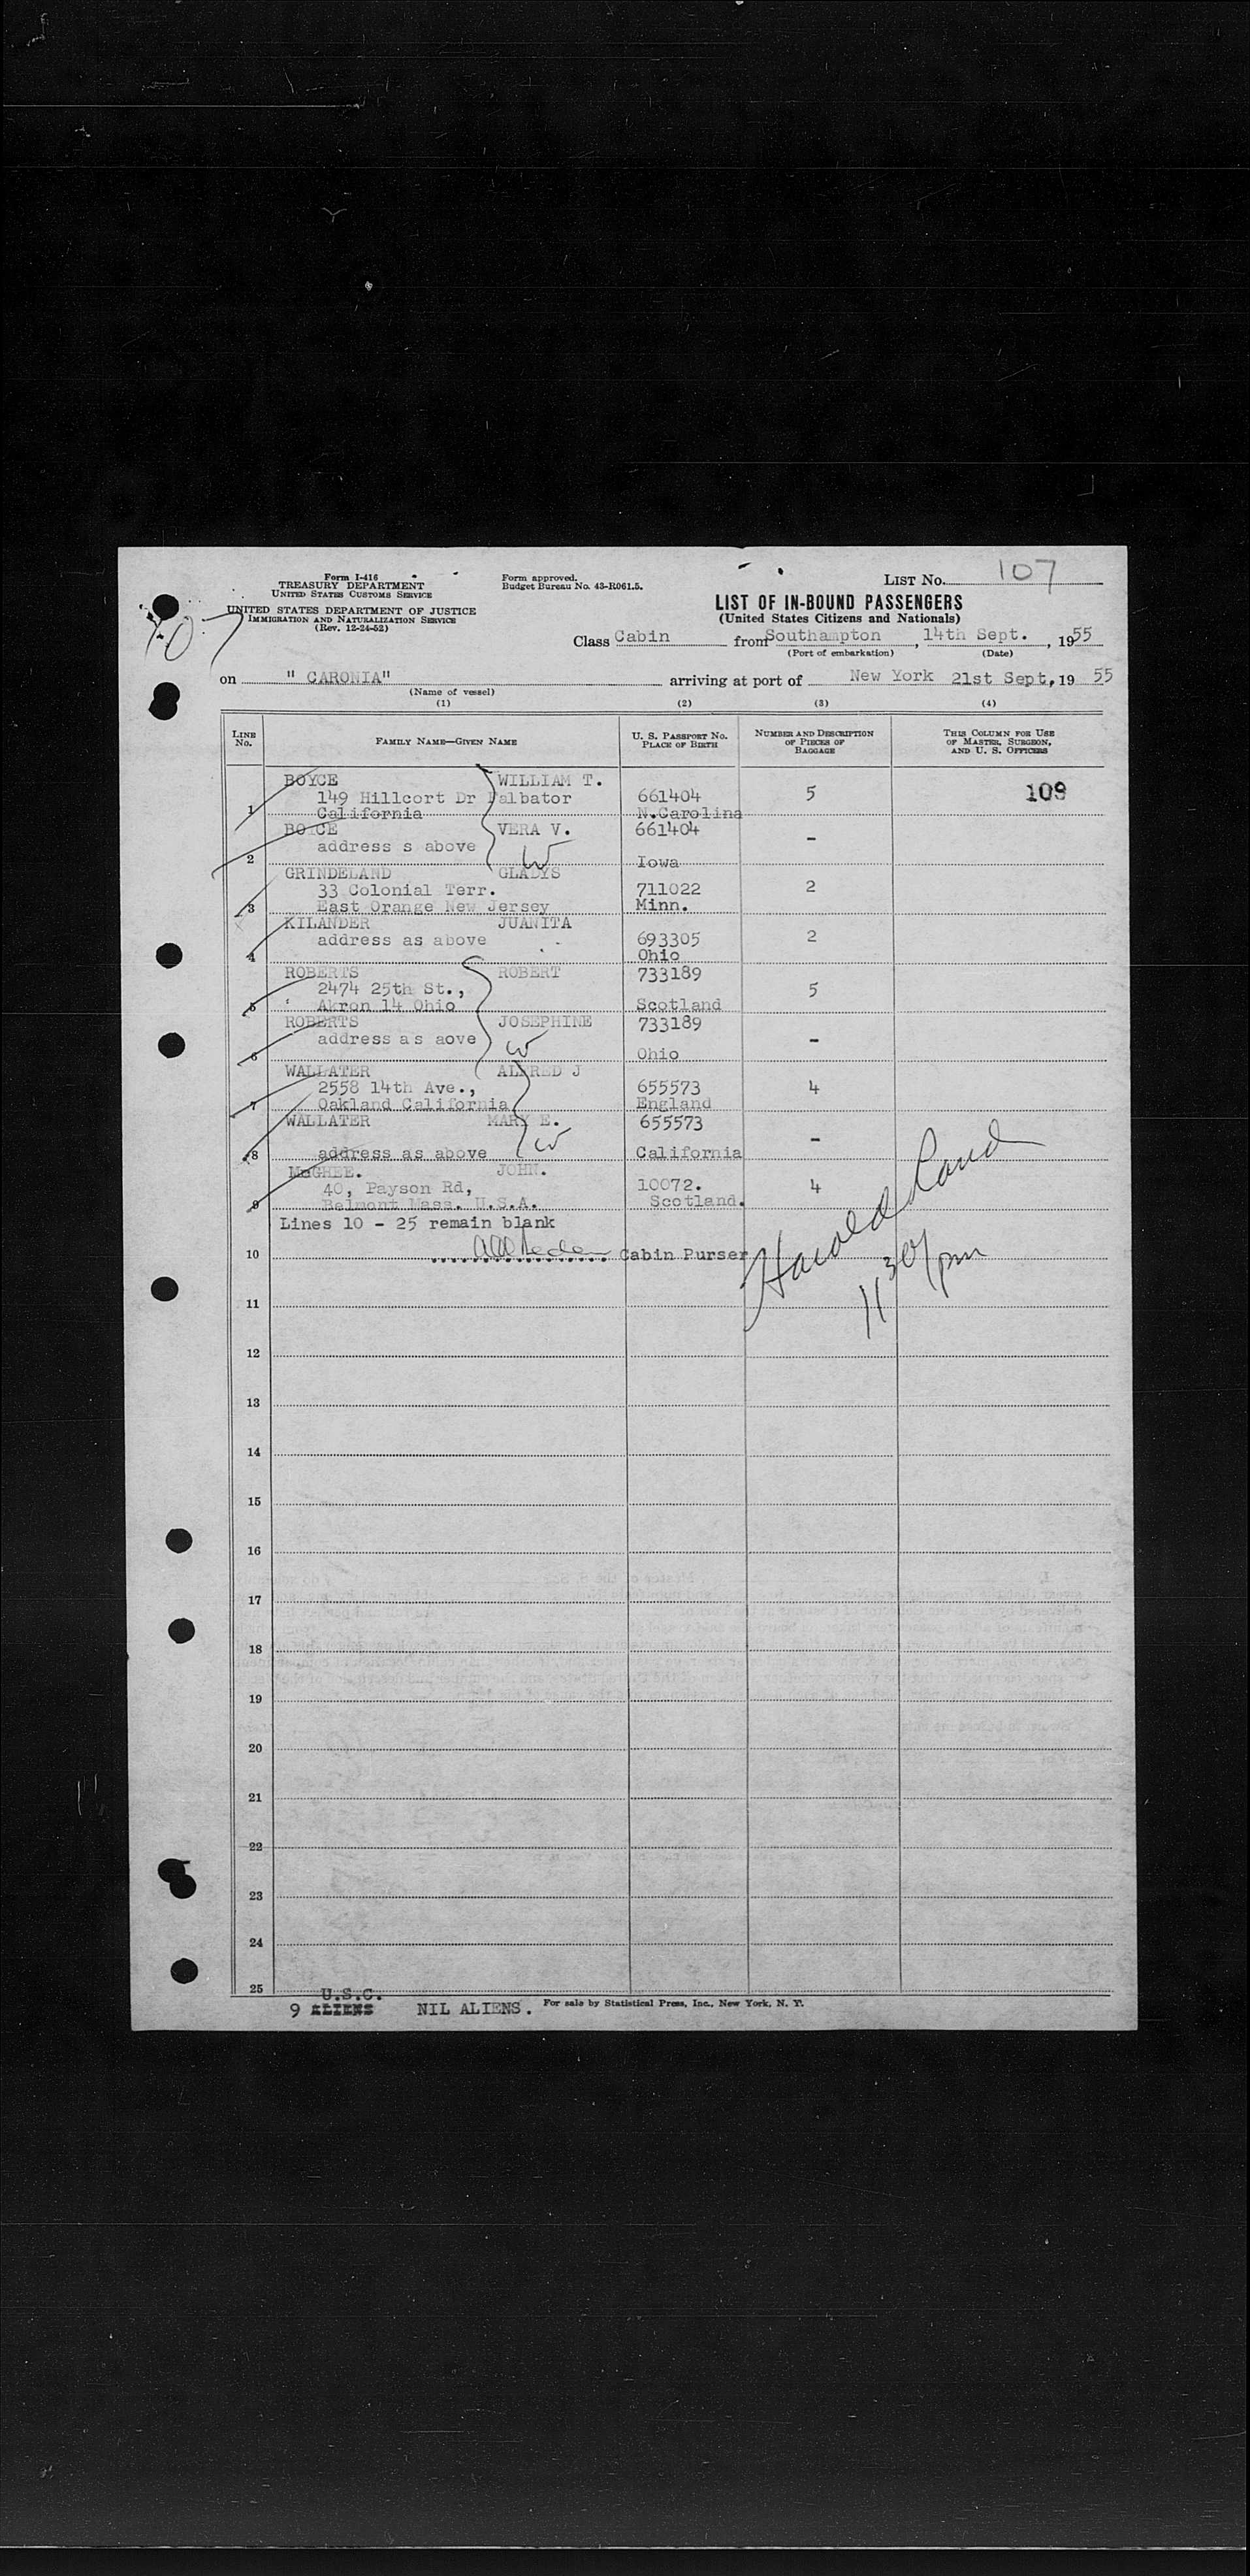 Form I-416
TREASURY DEPARTMENT
UNITED STATES CUSTOMS SERVICE
UNITED STATES DEPARTMENT OF JUSTICE
IMMIGRATION AND NATURALIZATION SERVICE
(Rev. 12-24-52)
Form approved.
Budget Bureau No. 43-R061.5.
LIST NO. 107
107
LIST OF IN-BOUND PASSENGERS
(United States Citizens and Nationals)
Class Cabin from Southampton, 14th Sept., 1955
(Port of embarkation) (Date)
on " CARONIA" arriving at port of New York 21st Sept, 19 55
(Name of vessel)
(1) (2) (3) (4)
LINE NO. FAMILY NAME—GIVEN NAME U. S. PASSPORT NO. PLACE OF BIRTH NUMBER AND DESCRIPTION OF PIECES OF BAGGAGE THIS COLUMN FOR USE OF MASTER, SURGEON, AND U. S. OFFICERS
BOYCE WILLIAM T.
149 Hillcort Dr Balbator 661404 5 109
1 California N.Carolina
BOYCE VERA V. 661404
address s above -
2 W Iowa
GRINDELAND GLADYS
33 Colonial Terr. 711022 2
3 East Orange New Jersey Minn.
KILANDER JUANITA
address as above 693305 2
4 Ohio
ROBERTS ROBERT 733189
2474 25th St., 5
5 Akron 14 Ohio Scotland
ROBERTS JOSEPHINE 733189
address as aove -
6 W Ohio
WALLATER ALFRED J
2558 14th Ave., 655573 4
7 Oakland California England
WALLATER MARY E. 655573
W -
8 address as above California
McGHEE. JOHN.
40, Payson Rd, 10072. 4
9 Belmont Mass. U.S.A. Scotland.
Lines 10 - 25 remain blank
10 Cabin Purser
Harold Land
11 30/pm
11
12
13
14
15
16
17
18
19
20
21
22
23
24
25
U.S.C.
9 ALIENS NIL ALIENS. For sale by Statistical Press, Inc., New York, N. Y.